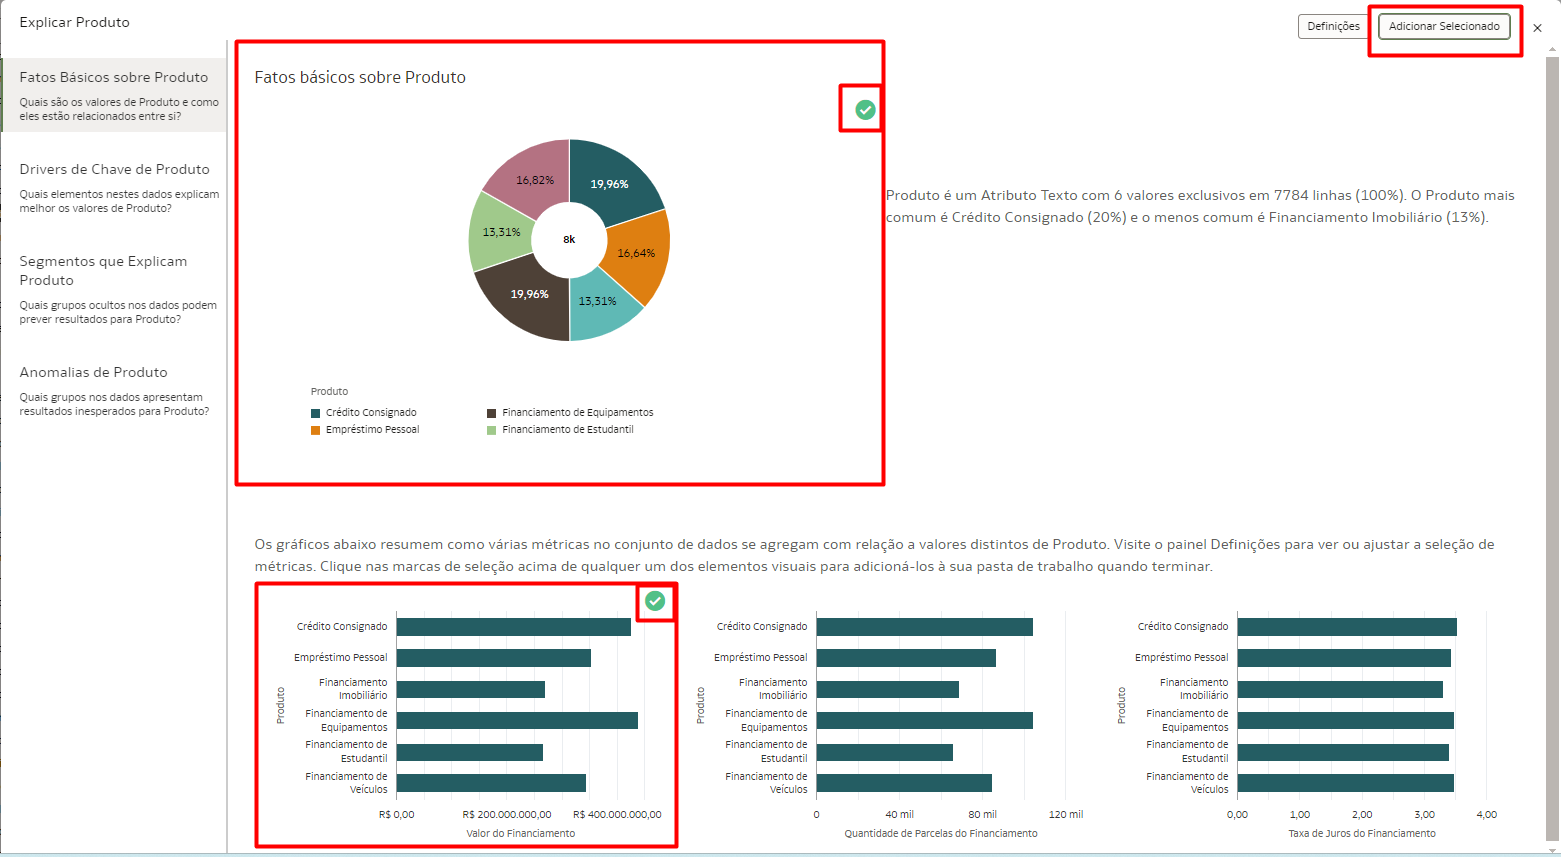 Explicar Produto
Definições
Adicionar Selecionado
Fatos Básicos sobre Produto
Quais são os valores de Produto e como
eles estão relacionados entre si?
Drivers de Chave de Produto
Quais elementos nestes dados explicam
melhor os valores de Produto?
Segmentos que Explicam
Produto
Quais grupos ocultos nos dados podem
prever resultados para Produto?
Anomalias de Produto
Quais grupos nos dados apresentam
resultados inesperados para Produto?
Fatos básicos sobre Produto
16,82%
19,96%
13,31%
8k
16,64%
19,96%
13,31%
Produto
Crédito Consignado
Financiamento de Equipamentos
Empréstimo Pessoal
Financiamento de Estudantil
Produto é um Atributo Texto com 6 valores exclusivos em 7784 linhas (100%). O Produto mais
comum é Crédito Consignado (20%) e o menos comum é Financiamento Imobiliário (13%).
Os gráficos abaixo resumem como várias métricas no conjunto de dados se agregam com relação a valores distintos de Produto. Visite o painel Definições para ver ou ajustar a seleção de
métricas. Clique nas marcas de seleção acima de qualquer um dos elementos visuais para adicioná-los à sua pasta de trabalho quando terminar.
Produto
Crédito Consignado
Empréstimo Pessoal
Financiamento
Imobiliário
Financiamento de
Equipamentos
Financiamento de
Estudantil
Financiamento de
Veículos
R$ 0,00
R$ 200.000.000,00
R$ 400.000.000,00
Valor do Financiamento
Produto
Crédito Consignado
Empréstimo Pessoal
Financiamento
Imobiliário
Financiamento de
Equipamentos
Financiamento de
Estudantil
Financiamento de
Veículos
0
40 mil
80 mil
120 mil
Quantidade de Parcelas do Financiamento
Produto
Crédito Consignado
Empréstimo Pessoal
Financiamento
Imobiliário
Financiamento de
Equipamentos
Financiamento de
Estudantil
Financiamento de
Veículos
0,00
1,00
2,00
3,00
4,00
Taxa de Juros do Financiamento